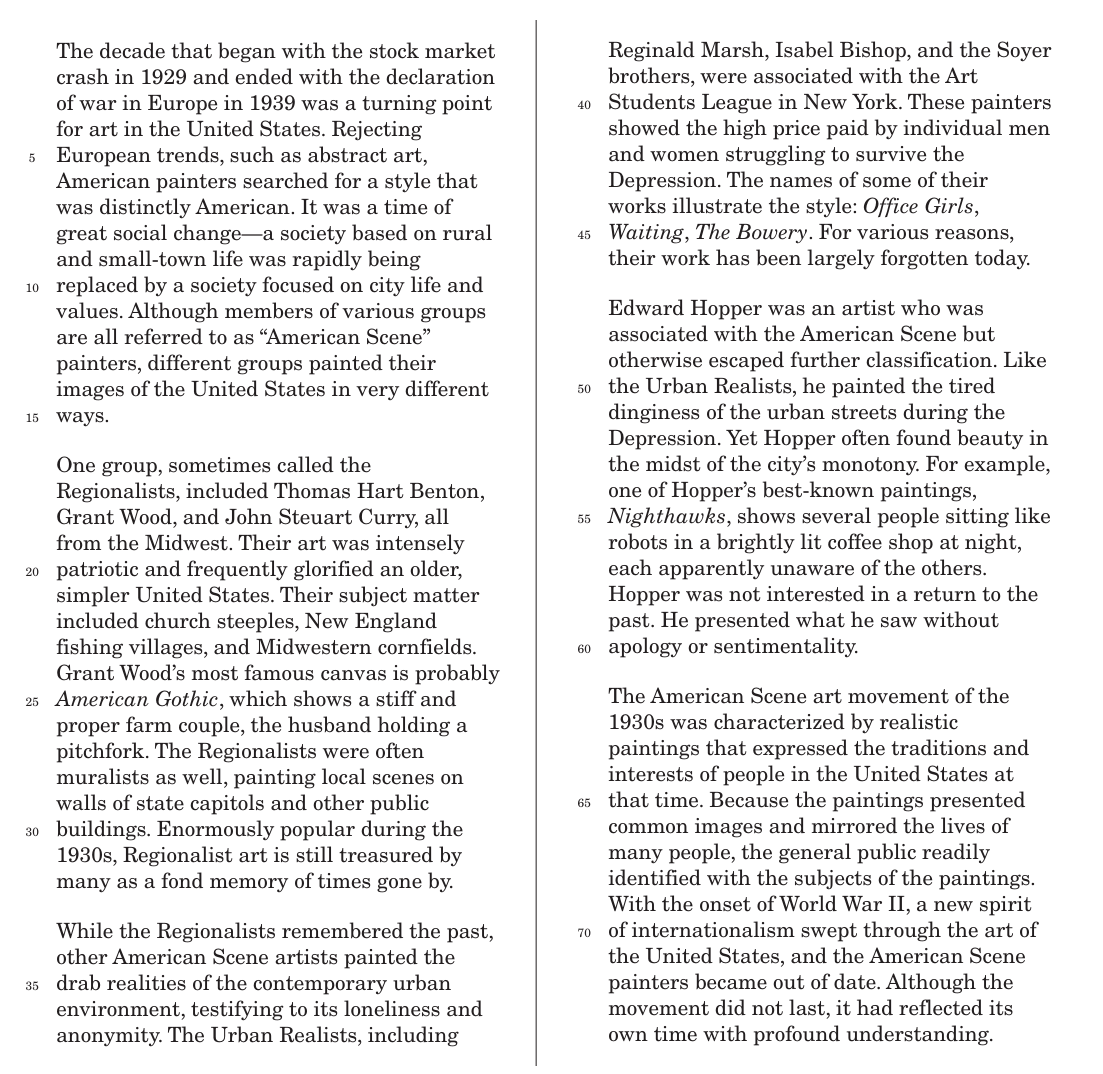 The decade that began with the stock market
crash in 1929 and ended with the declaration
of war in Europe in 1939 was a turning point
for art in the United States. Rejecting
5 European trends, such as abstract art,
American painters searched for a style that
was distinctly American. It was a time of
great social change—a society based on rural
and small-town life was rapidly being
10 replaced by a society focused on city life and
values. Although members of various groups
are all referred to as “American Scene”
painters, different groups painted their
images of the United States in very different
15 ways.
One group, sometimes called the
Regionalists, included Thomas Hart Benton,
Grant Wood, and John Steuart Curry, all
from the Midwest. Their art was intensely
20 patriotic and frequently glorified an older,
simpler United States. Their subject matter
included church steeples, New England
fishing villages, and Midwestern cornfields.
Grant Wood’s most famous canvas is probably
25 American Gothic, which shows a stiff and
proper farm couple, the husband holding a
pitchfork. The Regionalists were often
muralists as well, painting local scenes on
walls of state capitols and other public
30 buildings. Enormously popular during the
1930s, Regionalist art is still treasured by
many as a fond memory of times gone by.
While the Regionalists remembered the past,
other American Scene artists painted the
35 drab realities of the contemporary urban
environment, testifying to its loneliness and
anonymity. The Urban Realists, including
Reginald Marsh, Isabel Bishop, and the Soyer
brothers, were associated with the Art
40 Students League in New York. These painters
showed the high price paid by individual men
and women struggling to survive the
Depression. The names of some of their
works illustrate the style: Office Girls,
45 Waiting, The Bowery. For various reasons,
their work has been largely forgotten today.
Edward Hopper was an artist who was
associated with the American Scene but
otherwise escaped further classification. Like
50 the Urban Realists, he painted the tired
dinginess of the urban streets during the
Depression. Yet Hopper often found beauty in
the midst of the city’s monotony. For example,
one of Hopper’s best-known paintings,
55 Nighthawks, shows several people sitting like
robots in a brightly lit coffee shop at night,
each apparently unaware of the others.
Hopper was not interested in a return to the
past. He presented what he saw without
60 apology or sentimentality.
The American Scene art movement of the
1930s was characterized by realistic
paintings that expressed the traditions and
interests of people in the United States at
65 that time. Because the paintings presented
common images and mirrored the lives of
many people, the general public readily
identified with the subjects of the paintings.
With the onset of World War II, a new spirit
70 of internationalism swept through the art of
the United States, and the American Scene
painters became out of date. Although the
movement did not last, it had reflected its
own time with profound understanding.